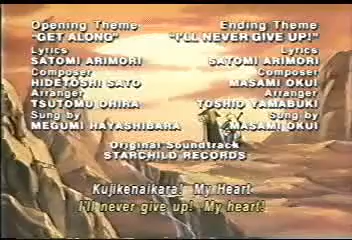 Opening Theme
"GET ALONG"
Lyrics
SATOMI ARIMORI
Composer
HIDETOSHI SATO
Arranger
TSUTOMU OHIRA
Sung by
MEGUMI HAYASHIBARA
Ending Theme
"I'LL NEVER GIVE UP!"
Lyrics
SATOMI ARIMORI
Composer
MASAMI OKUI
Arranger
TOSHIO YAMABUKI
Sung by
MASAMI OKUI
Original Soundtrack
STARCHILD RECORDS
Kujikenaikara! My Heart
I'll never give up! My heart!